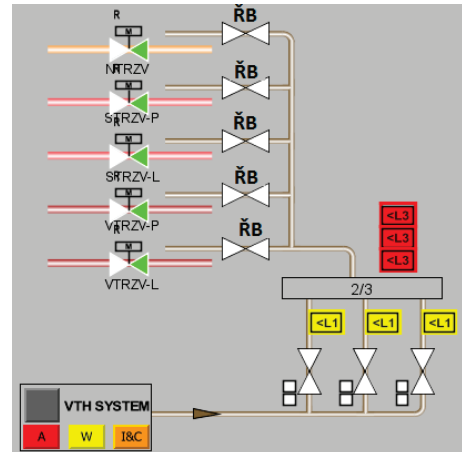 R
ŘB
M
R
NTRZV
ŘB
M
R
STRZV-P
ŘB
M
R
STRZV-L
ŘB
M
R
VTRZV-P
ŘB
M
VTRZV-L
<L3
<L3
<L3
2/3
<L1 <L1 <L1
VTH SYSTEM
A W I&C